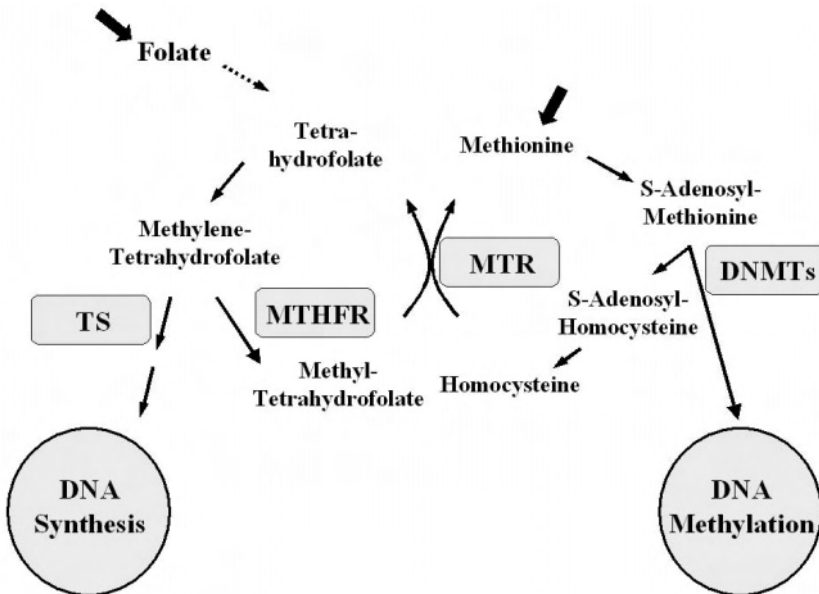 Folate
Tetra-
hydrofolate
Methionine
S-Adenosyl-
Methionine
Methylene-
Tetrahydrofolate
MTR
DNMTs
TS
MTHFR
S-Adenosyl-
Homocysteine
Methyl-
Tetrahydrofolate
Homocysteine
DNA
Synthesis
DNA
Methylation